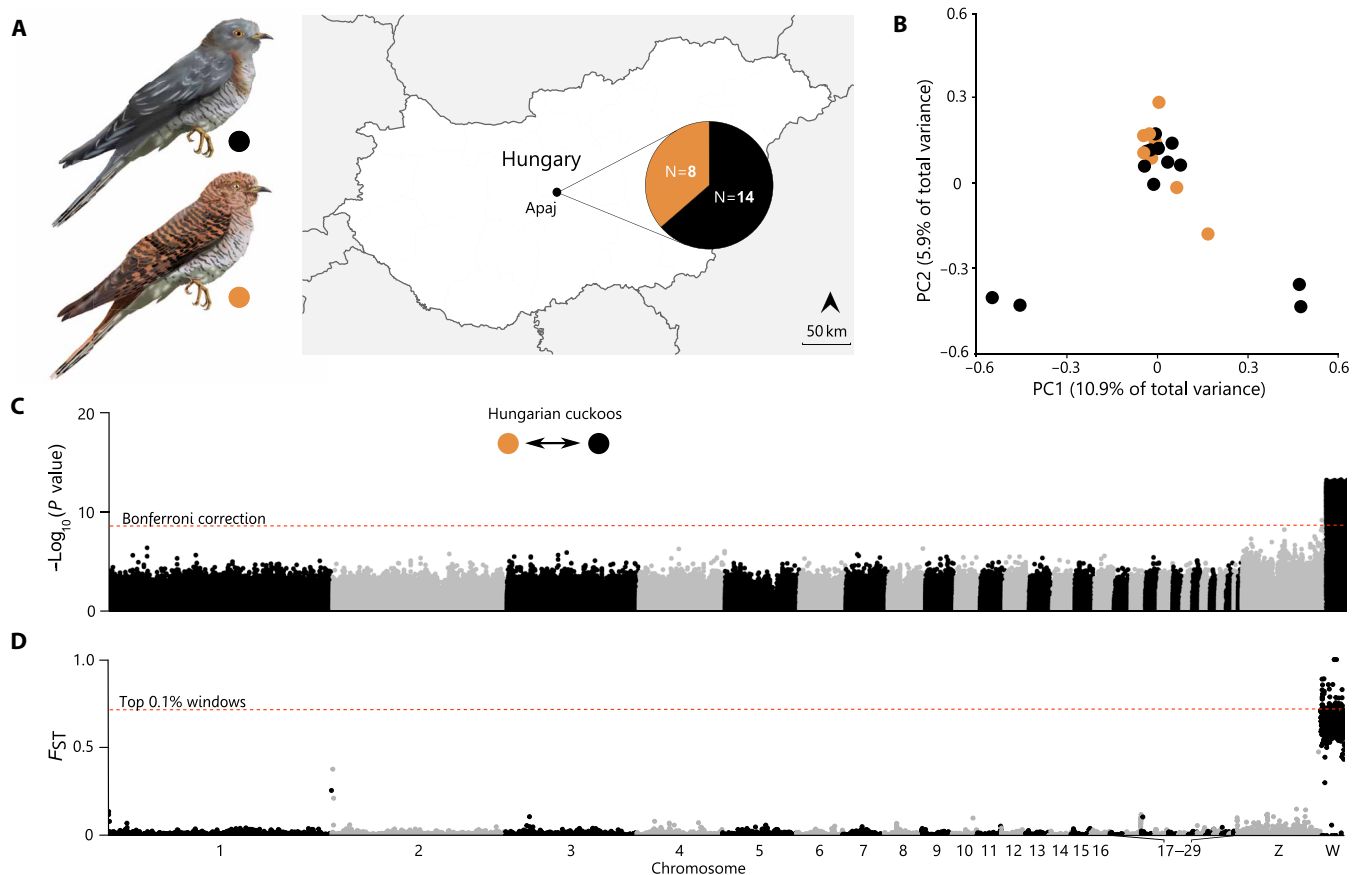 A
Hungary
Apaj
N=8
N=14
50 km
B
0.6
0.3
0
−0.3
−0.6
PC2 (5.9% of total variance)
−0.6
−0.3
0
0.3
0.6
PC1 (10.9% of total variance)
C
20
10
0
−Log10(P value)
Hungarian cuckoos
Bonferroni correction
D
1.0
0.5
0
FST
Top 0.1% windows
1 2 3 4 5 6 7 8 9 10 11 12 13 14 15 16 17–29 Z W
Chromosome